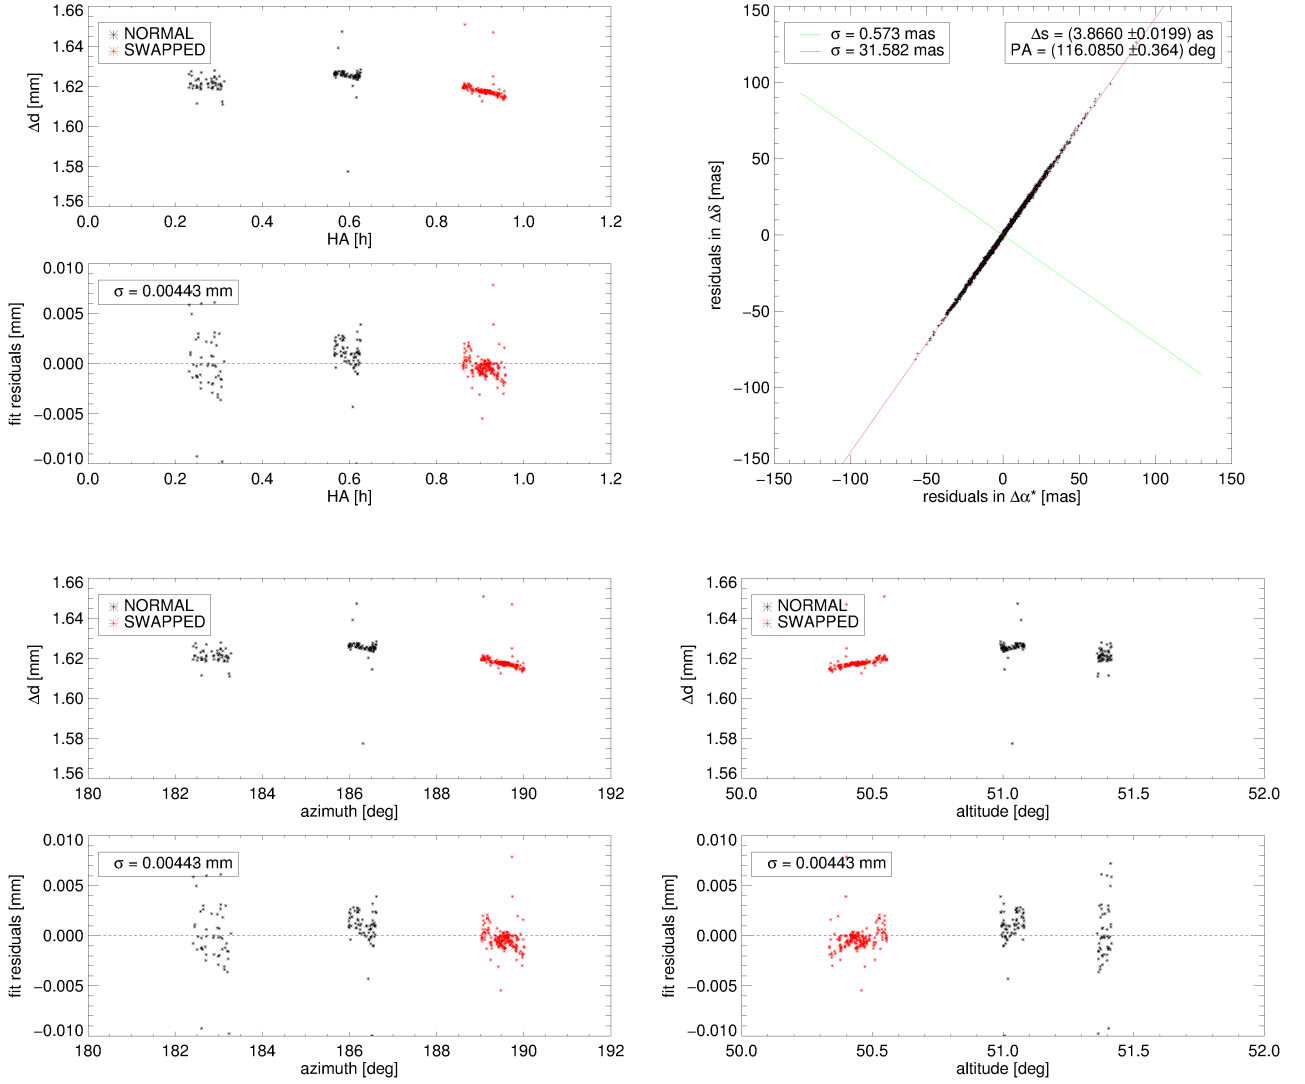 1.66
1.64
1.62
1.60
1.58
1.56
Δd [mm]
NORMAL
SWAPPED
0.0 0.2 0.4 0.6 0.8 1.0 1.2
HA [h]
0.010
0.005
0.000
−0.005
−0.010
fit residuals [mm]
σ = 0.00443 mm
0.0 0.2 0.4 0.6 0.8 1.0 1.2
HA [h]
150
100
50
0
−50
−100
−150
residuals in Δδ [mas]
σ = 0.573 mas
σ = 31.582 mas
Δs = (3.8660 ±0.0199) as
PA = (116.0850 ±0.364) deg
−150 −100 −50 0 50 100 150
residuals in Δα* [mas]
1.66
1.64
1.62
1.60
1.58
1.56
Δd [mm]
NORMAL
SWAPPED
180 182 184 186 188 190 192
azimuth [deg]
1.66
1.64
1.62
1.60
1.58
1.56
Δd [mm]
NORMAL
SWAPPED
50.0 50.5 51.0 51.5 52.0
altitude [deg]
0.010
0.005
0.000
−0.005
−0.010
fit residuals [mm]
σ = 0.00443 mm
180 182 184 186 188 190 192
azimuth [deg]
0.010
0.005
0.000
−0.005
−0.010
fit residuals [mm]
σ = 0.00443 mm
50.0 50.5 51.0 51.5 52.0
altitude [deg]